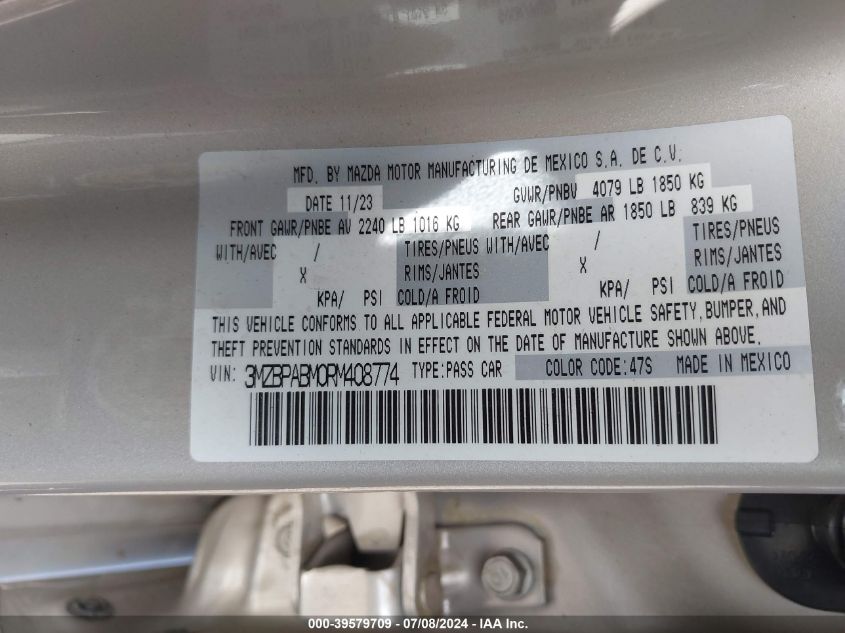 MFD. BY MAZDA MOTOR MANUFACTURING DE MEXICO S.A. DE C.V.
DATE 11/23 GVWR/PNBV 4079 LB 1850 KG
FRONT GAWR/PNBE AV 2240 LB 1016 KG REAR GAWR/PNBE AR 1850 LB 839 KG
WITH/AVEC / TIRES/PNEUS WITH/AVEC / TIRES/PNEUS
X RIMS/JANTES X RIMS/JANTES
KPA/ PSI COLD/A FROID KPA/ PSI COLD/A FROID
THIS VEHICLE CONFORMS TO ALL APPLICABLE FEDERAL MOTOR VEHICLE SAFETY,BUMPER,AND
THEFT PREVENTION STANDARDS IN EFFECT ON THE DATE OF MANUFACTURE SHOWN ABOVE.
VIN: 3MZBPABM0RM408774 TYPE:PASS CAR COLOR CODE:47S MADE IN MEXICO
000-39579709 - 07/08/2024 - IAA Inc.